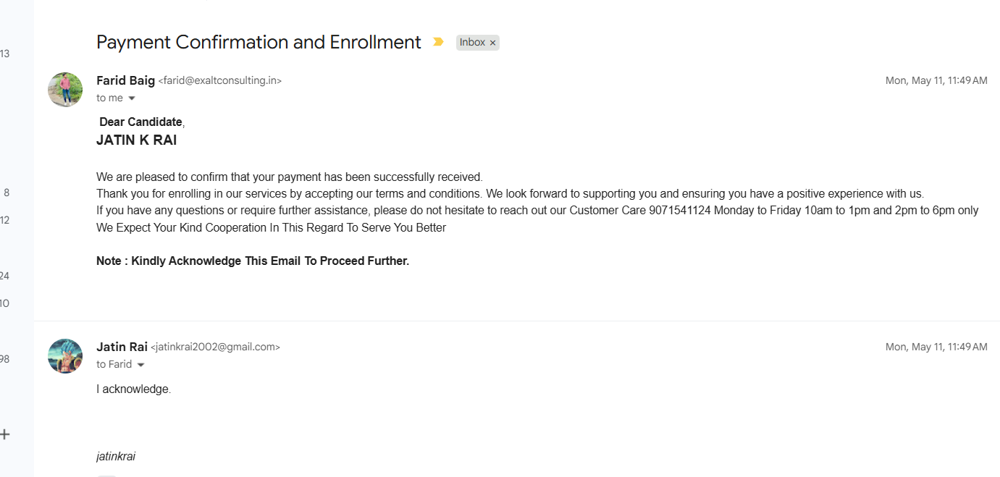 Payment Confirmation and Enrollment Inbox ×
13
Farid Baig <farid@exaltconsulting.in> Mon, May 11, 11:49 AM
to me
Dear Candidate,
JATIN K RAI
We are pleased to confirm that your payment has been successfully received.
8
Thank you for enrolling in our services by accepting our terms and conditions. We look forward to supporting you and ensuring you have a positive experience with us.
If you have any questions or require further assistance, please do not hesitate to reach out our Customer Care 9071541124 Monday to Friday 10am to 1pm and 2pm to 6pm only
12
We Expect Your Kind Cooperation In This Regard To Serve You Better
Note : Kindly Acknowledge This Email To Proceed Further.
24
10
Jatin Rai <jatinkrai2002@gmail.com> Mon, May 11, 11:49 AM
98
to Farid
I acknowledge.
jatinkrai